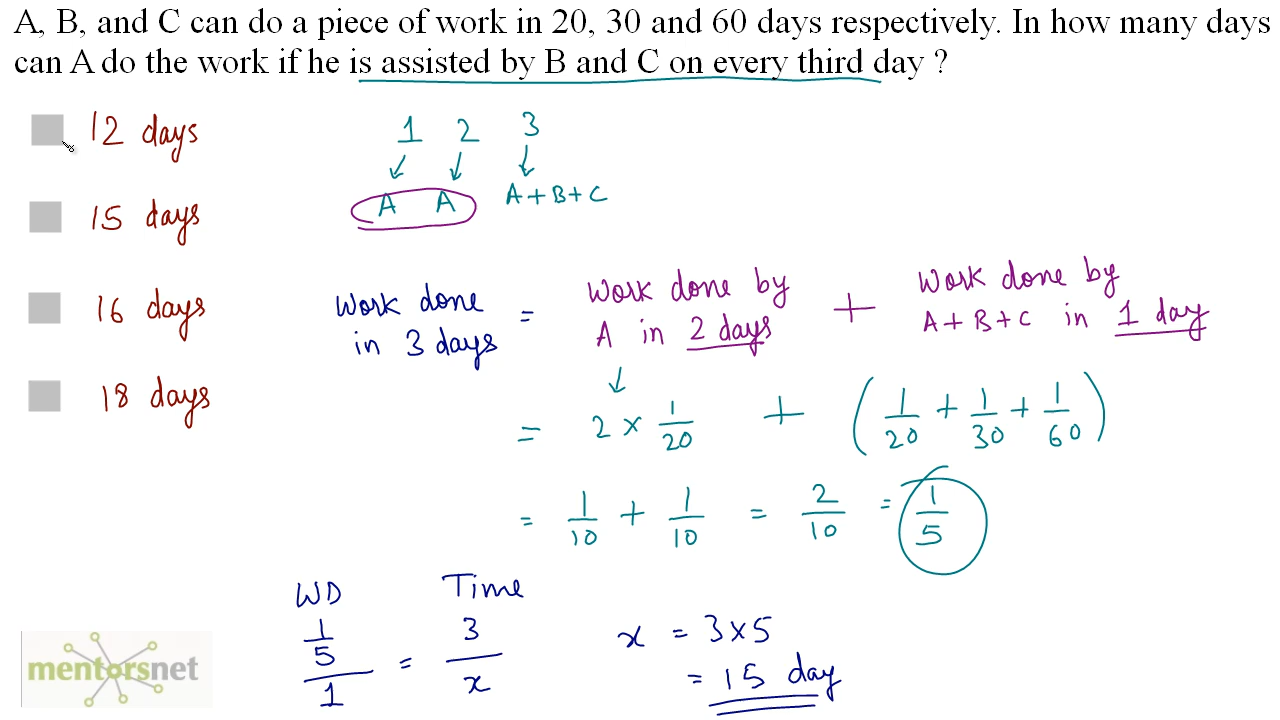 A, B, and C can do a piece of work in 20, 30 and 60 days respectively. In how many days
can A do the work if he is assisted by B and C on every third day ?
12 days
15 days
16 days
18 days
1 2 3
↓ ↓ ↓
A A A+B+C
Work done in 3 days = Work done by A in 2 days + Work done by A+B+C in 1 day
↓
= 2 × 1/20 + (1/20 + 1/30 + 1/60)
= 1/10 + 1/10 = 2/10 = 1/5
WD Time
1/5 / 1 = 3/x
x = 3×5
= 15 day
mentorsnet